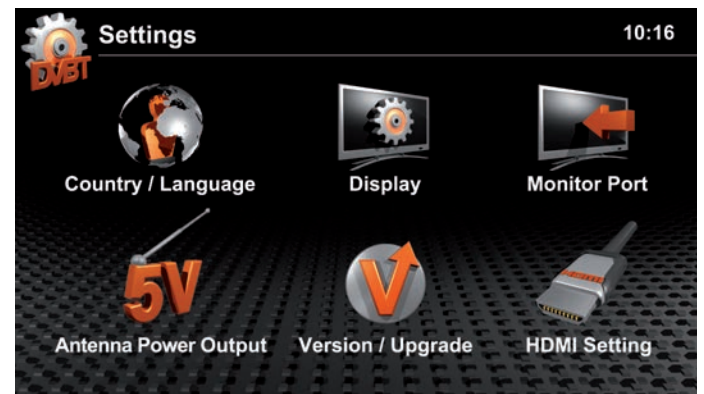 Settings
10:16
DVBT
Country / Language
Display
Monitor Port
5V
Antenna Power Output
V
Version / Upgrade
HDMI Setting